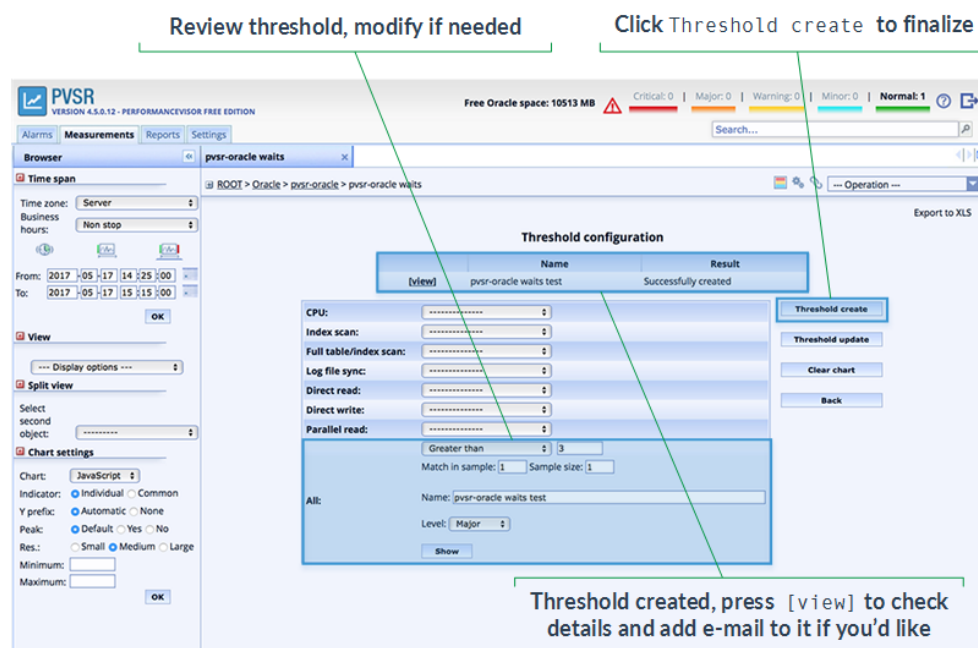 Review threshold, modify if needed
Click Threshold create to finalize
PVSR
VERSION 4.5.0.12 - PERFORMANCEVISOR FREE EDITION
Free Oracle space: 10513 MB
Critical: 0 | Major: 0 | Warning: 0 | Minor: 0 | Normal: 1
Alarms Measurements Reports Settings
Search...
Browser
pvsr-oracle waits
Time span
ROOT > Oracle > pvsr-oracle > pvsr-oracle waits
--- Operation ---
Time zone: Server
Business
hours:
Non stop
Export to XLS
Threshold configuration
Name Result
[view] pvsr-oracle waits test Successfully created
From: 2017 -05 -17 14 :25 :00
To: 2017 -05 -17 15 :15 :00
OK
View
--- Display options ---
Split view
Select
second
object:
---------
Chart settings
Chart: JavaScript
Indicator: Individual Common
Y prefix: Automatic None
Peak: Default Yes No
Res.: Small Medium Large
Minimum:
Maximum:
OK
CPU: --------------
Index scan: --------------
Full table/index scan: --------------
Log file sync: --------------
Direct read: --------------
Direct write: --------------
Parallel read: --------------
All:
Greater than 3
Match in sample: 1 Sample size: 1
Name: pvsr-oracle waits test
Level: Major
Show
Threshold create
Threshold update
Clear chart
Back
Threshold created, press [view] to check
details and add e-mail to it if you'd like